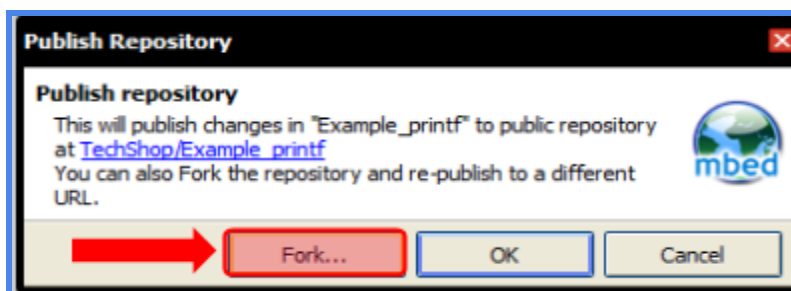 Publish Repository
Publish repository
This will publish changes in "Example_printf" to public repository
at TechShop/Example_printf
You can also Fork the repository and re-publish to a different
URL.
mbed
Fork...
OK
Cancel